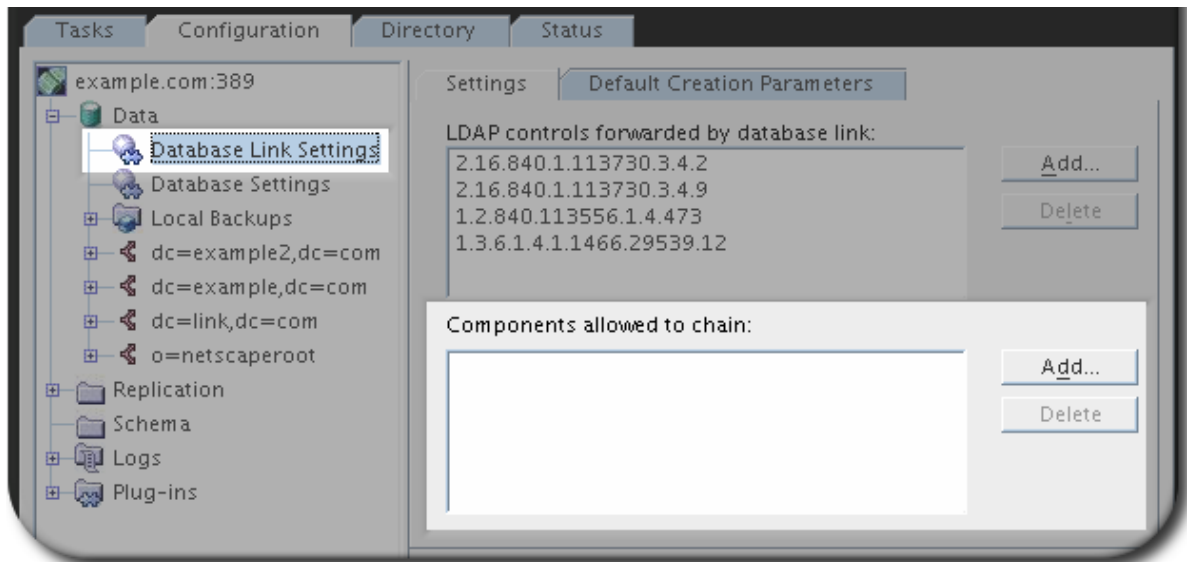 Tasks Configuration Directory Status
example.com:389
Data
Database Link Settings
Database Settings
Local Backups
dc=example2,dc=com
dc=example,dc=com
dc=link,dc=com
o=netscaperoot
Replication
Schema
Logs
Plug-ins
Settings Default Creation Parameters
LDAP controls forwarded by database link:
2.16.840.1.113730.3.4.2
2.16.840.1.113730.3.4.9
1.2.840.113556.1.4.473
1.3.6.1.4.1.1466.29539.12
Add...
Delete
Components allowed to chain:
Add...
Delete